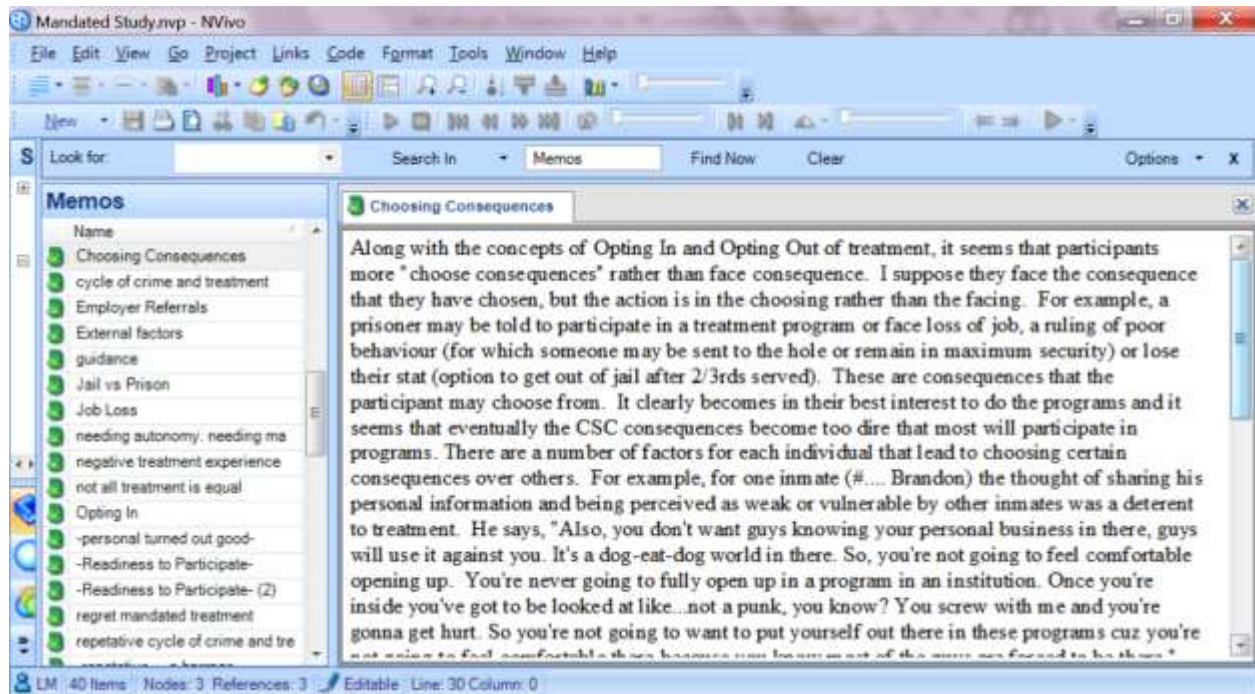 Mandated Study.nvp - NVivo
File Edit View Go Project Links Code Format Tools Window Help
New
S Look for: Search In Memos Find Now Clear Options x
Memos
Name
Choosing Consequences
cycle of crime and treatment
Employer Referrals
External factors
guidance
Jail vs Prison
Job Loss
needing autonomy. needing ma
negative treatment experience
not all treatment is equal
Opting In
-personal turned out good-
-Readiness to Participate-
-Readiness to Participate- (2)
regret mandated treatment
repetative cycle of crime and tre
Choosing Consequences
Along with the concepts of Opting In and Opting Out of treatment, it seems that participants
more "choose consequences" rather than face consequence. I suppose they face the consequence
that they have chosen, but the action is in the choosing rather than the facing. For example, a
prisoner may be told to participate in a treatment program or face loss of job, a ruling of poor
behaviour (for which someone may be sent to the hole or remain in maximum security) or lose
their stat (option to get out of jail after 2/3rds served). These are consequences that the
participant may choose from. It clearly becomes in their best interest to do the programs and it
seems that eventually the CSC consequences become too dire that most will participate in
programs. There are a number of factors for each individual that lead to choosing certain
consequences over others. For example, for one inmate (#.... Brandon) the thought of sharing his
personal information and being perceived as weak or vulnerable by other inmates was a deterent
to treatment. He says, "Also, you don't want guys knowing your personal business in there, guys
will use it against you. It's a dog-eat-dog world in there. So, you're not going to feel comfortable
opening up. You're never going to fully open up in a program in an institution. Once you're
inside you've got to be looked at like...not a punk, you know? You screw with me and you're
gonna get hurt. So you're not going to want to put yourself out there in these programs cuz you're
not going to feel comfortable there because you know most of the guys are forced to be there."
LM 40 Items Nodes: 3 References: 3 Editable Line: 30 Column: 0